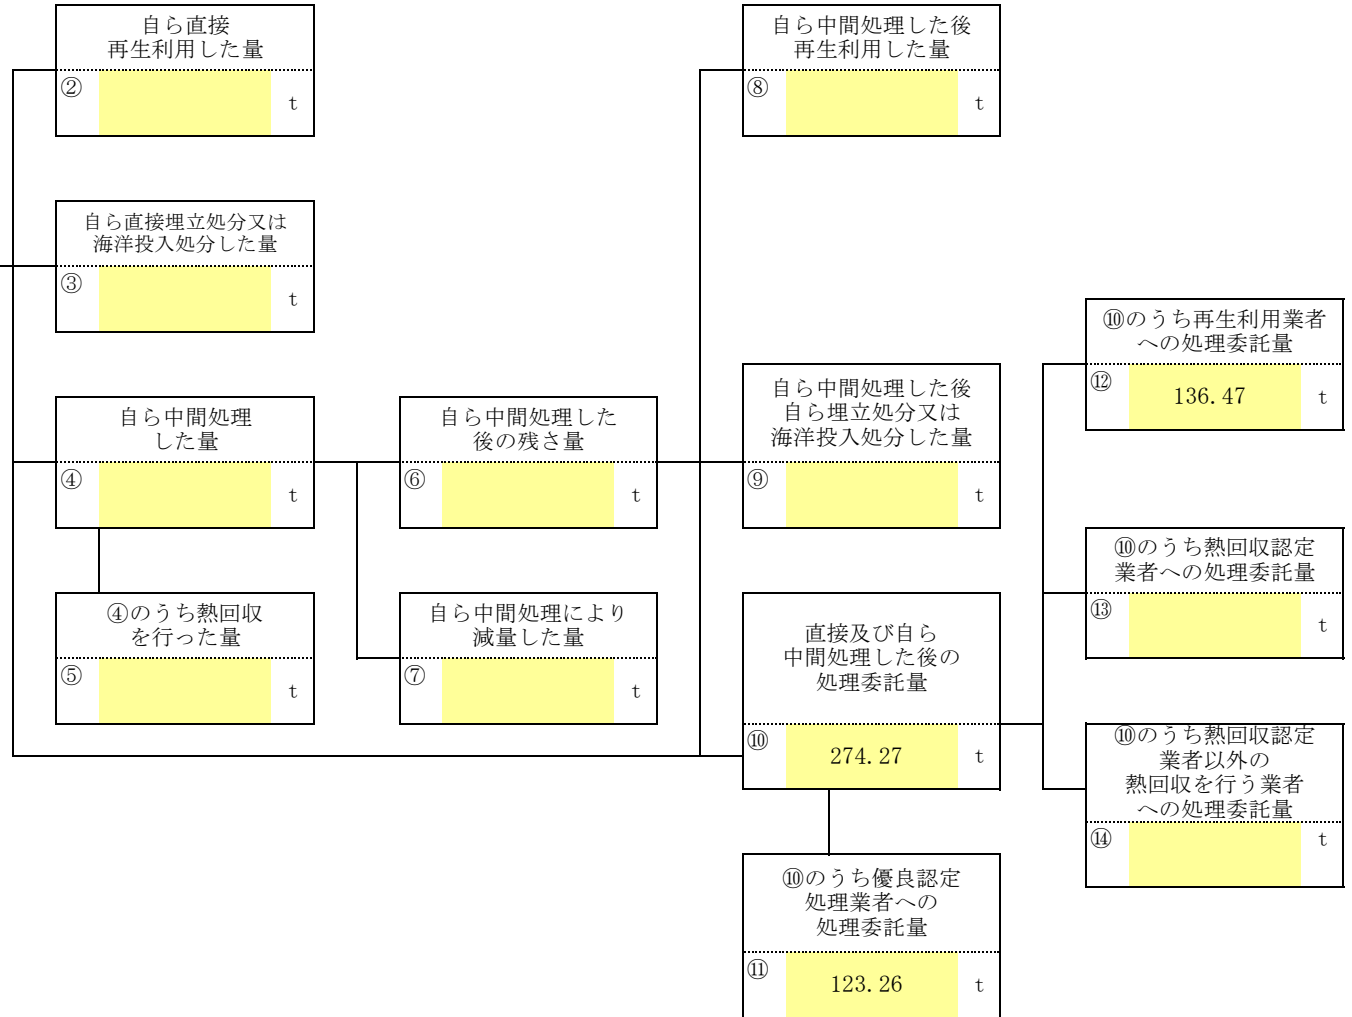 自ら直接
再生利用した量
②
t
自ら中間処理した後
再生利用した量
⑧
t
自ら直接埋立処分又は
海洋投入処分した量
③
t
⑩のうち再生利用業者
への処理委託量
⑫
136.47
t
自ら中間処理
した量
④
t
自ら中間処理した
後の残さ量
⑥
t
自ら中間処理した後
自ら埋立処分又は
海洋投入処分した量
⑨
t
⑩のうち熱回収認定
業者への処理委託量
⑬
t
④のうち熱回収
を行った量
⑤
t
自ら中間処理により
減量した量
⑦
t
直接及び自ら
中間処理した後の
処理委託量
⑩
274.27
t
⑩のうち熱回収認定
業者以外の
熱回収を行う業者
への処理委託量
⑭
t
⑩のうち優良認定
処理業者への
処理委託量
⑪
123.26
t